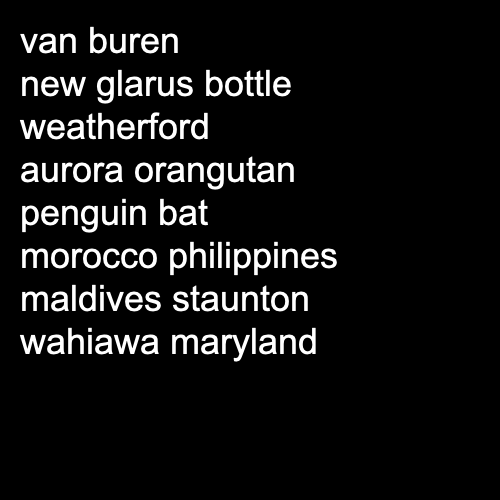 van buren
new glarus bottle
weatherford
aurora orangutan
penguin bat
morocco philippines
maldives staunton
wahiawa maryland